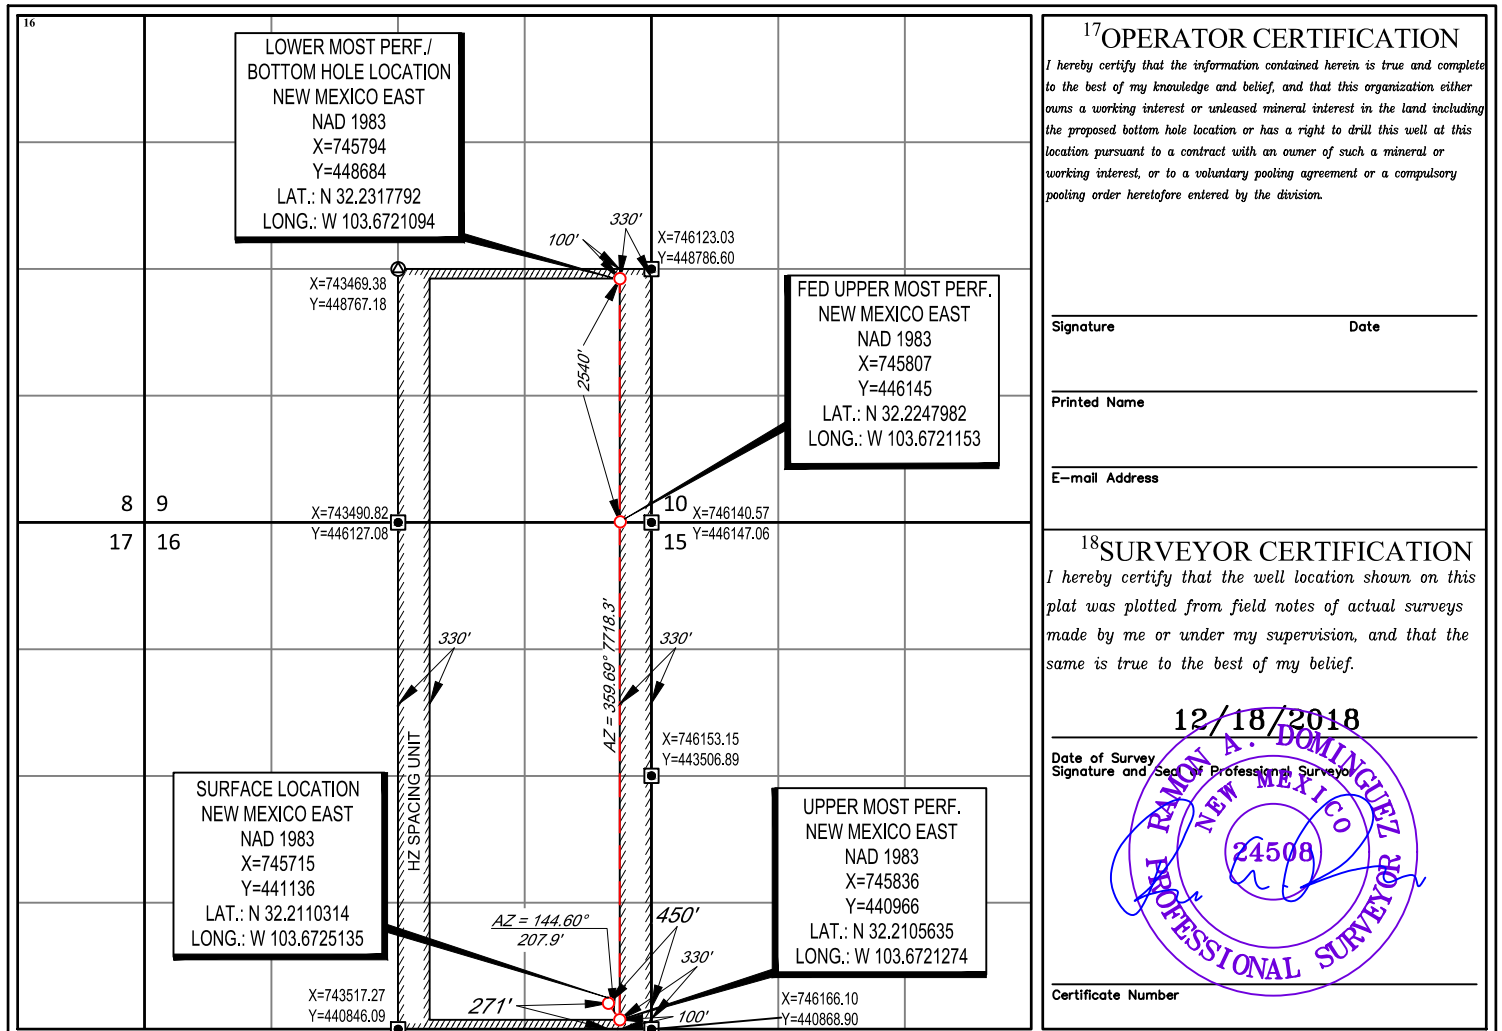 16
LOWER MOST PERF./
BOTTOM HOLE LOCATION
NEW MEXICO EAST
NAD 1983
X=745794
Y=448684
LAT.: N 32.2317792
LONG.: W 103.6721094
100'
330'
X=746123.03
Y=448786.60
X=743469.38
Y=448767.18
FED UPPER MOST PERF.
NEW MEXICO EAST
NAD 1983
X=745807
Y=446145
LAT.: N 32.2247982
LONG.: W 103.6721153
2540'
8 9
17 16
X=743490.82
Y=446127.08
10
15
X=746140.57
Y=446147.06
330'
330'
AZ = 359.69° 7718.3'
HZ SPACING UNIT
X=746153.15
Y=443506.89
SURFACE LOCATION
NEW MEXICO EAST
NAD 1983
X=745715
Y=441136
LAT.: N 32.2110314
LONG.: W 103.6725135
UPPER MOST PERF.
NEW MEXICO EAST
NAD 1983
X=745836
Y=440966
LAT.: N 32.2105635
LONG.: W 103.6721274
AZ = 144.60°
207.9'
450'
330'
271'
100'
X=743517.27
Y=440846.09
X=746166.10
Y=440868.90
17 OPERATOR CERTIFICATION
I hereby certify that the information contained herein is true and complete
to the best of my knowledge and belief, and that this organization either
owns a working interest or unleased mineral interest in the land including
the proposed bottom hole location or has a right to drill this well at this
location pursuant to a contract with an owner of such a mineral or
working interest, or to a voluntary pooling agreement or a compulsory
pooling order heretofore entered by the division.
Signature Date
Printed Name
E-mail Address
18 SURVEYOR CERTIFICATION
I hereby certify that the well location shown on this
plat was plotted from field notes of actual surveys
made by me or under my supervision, and that the
same is true to the best of my belief.
12/18/2018
Date of Survey
Signature and Seal of Professional Surveyor
RAMON A. DOMINGUEZ
NEW MEXICO
24508
PROFESSIONAL SURVEYOR
Certificate Number